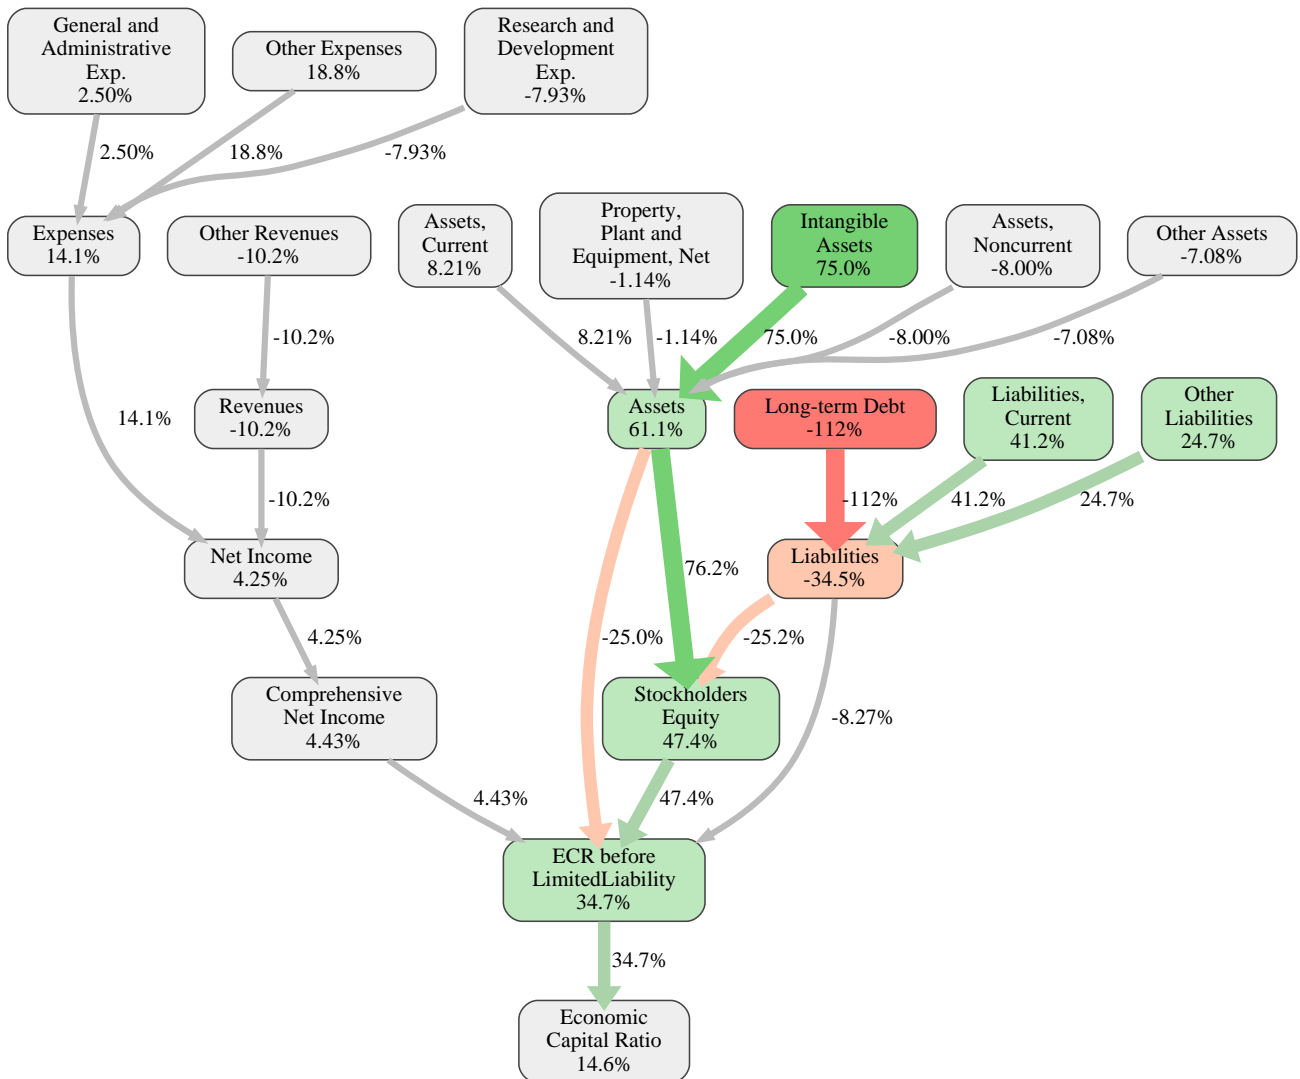 General and
Administrative
Exp.
2.50%
Other Expenses
18.8%
Research and
Development
Exp.
-7.93%
2.50%
18.8%
-7.93%
Expenses
14.1%
Other Revenues
-10.2%
Assets,
Current
8.21%
Property,
Plant and
Equipment, Net
-1.14%
Intangible
Assets
75.0%
Assets,
Noncurrent
-8.00%
Other Assets
-7.08%
-10.2%
8.21%
-1.14%
75.0%
-8.00%
-7.08%
14.1%
Revenues
-10.2%
Assets
61.1%
Long-term Debt
-112%
Liabilities,
Current
41.2%
Other
Liabilities
24.7%
-10.2%
-112%
41.2%
24.7%
Net Income
4.25%
76.2%
Liabilities
-34.5%
4.25%
-25.0%
-25.2%
Comprehensive
Net Income
4.43%
Stockholders
Equity
47.4%
-8.27%
4.43%
47.4%
ECR before
LimitedLiability
34.7%
34.7%
Economic
Capital Ratio
14.6%